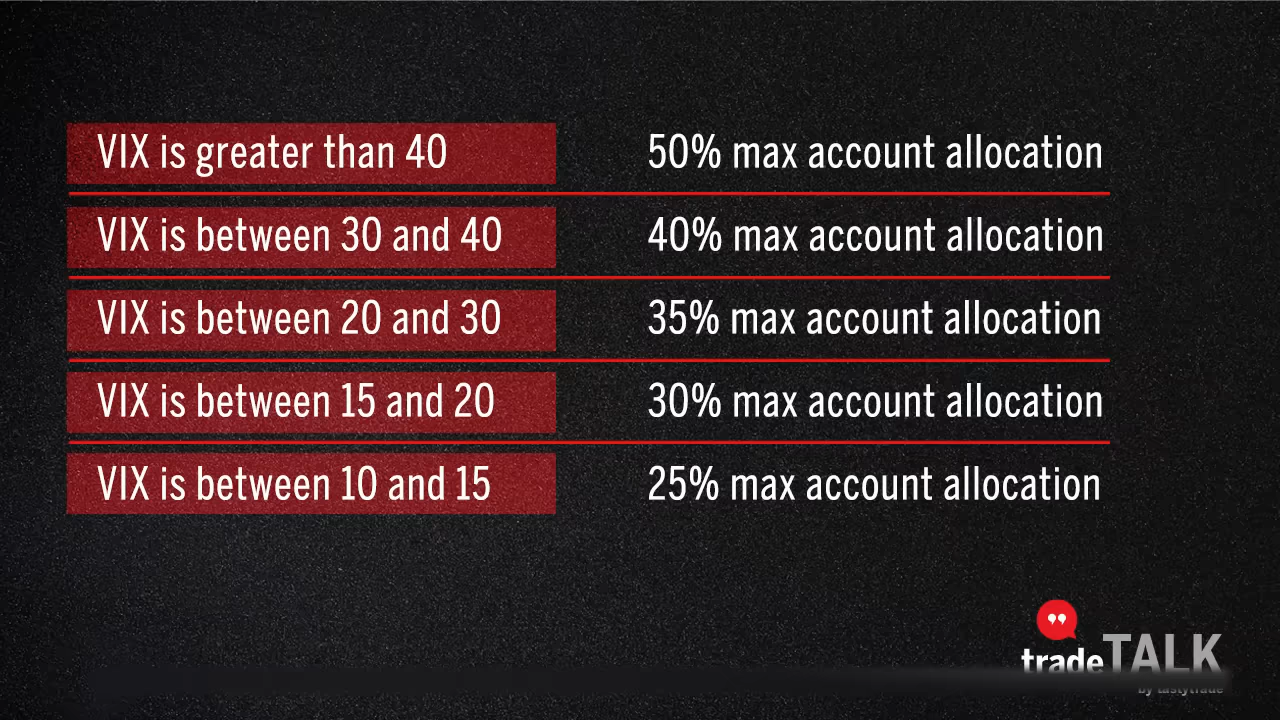 VIX is greater than 40 50% max account allocation
VIX is between 30 and 40 40% max account allocation
VIX is between 20 and 30 35% max account allocation
VIX is between 15 and 20 30% max account allocation
VIX is between 10 and 15 25% max account allocation
tradeTALK
by tastytrade